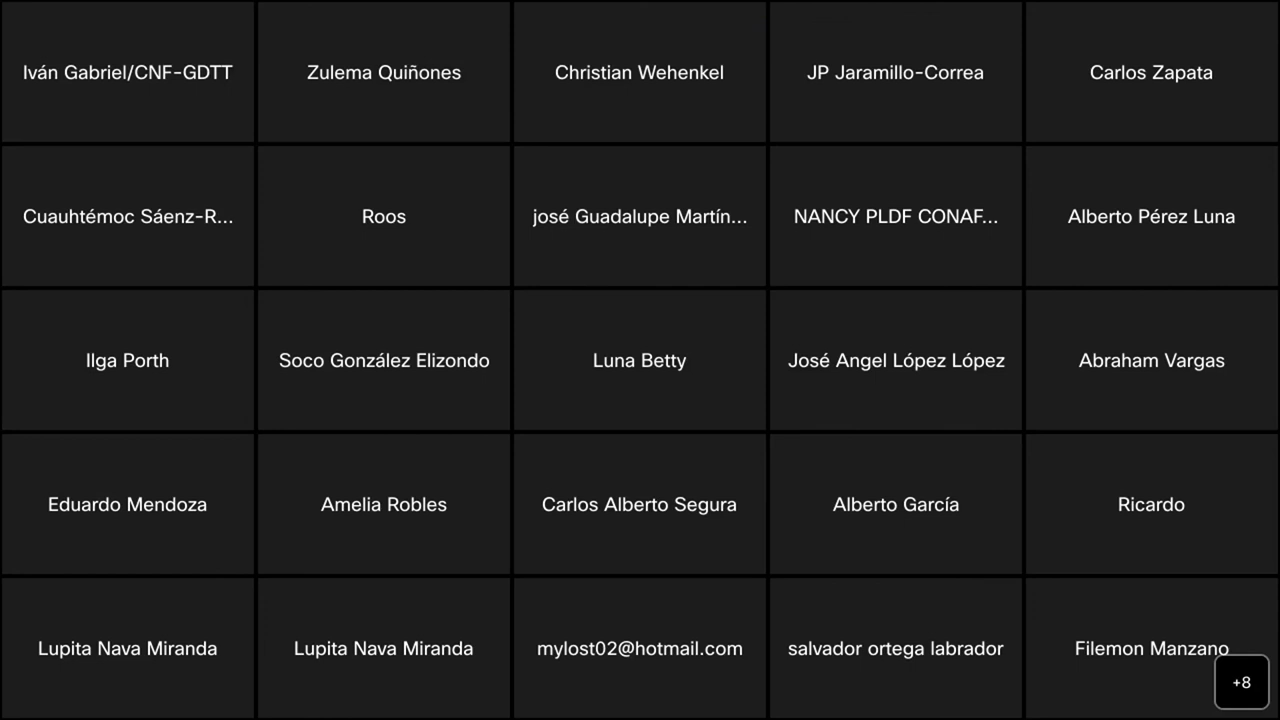 Iván Gabriel/CNF-GDTT
Zulema Quiñones
Christian Wehenkel
JP Jaramillo-Correa
Carlos Zapata
Cuauhtémoc Sáenz-R...
Roos
josé Guadalupe Martín...
NANCY PLDF CONAF...
Alberto Pérez Luna
Ilga Porth
Soco González Elizondo
Luna Betty
José Angel López López
Abraham Vargas
Eduardo Mendoza
Amelia Robles
Carlos Alberto Segura
Alberto García
Ricardo
Lupita Nava Miranda
Lupita Nava Miranda
mylost02@hotmail.com
salvador ortega labrador
Filemon Manzano
+8